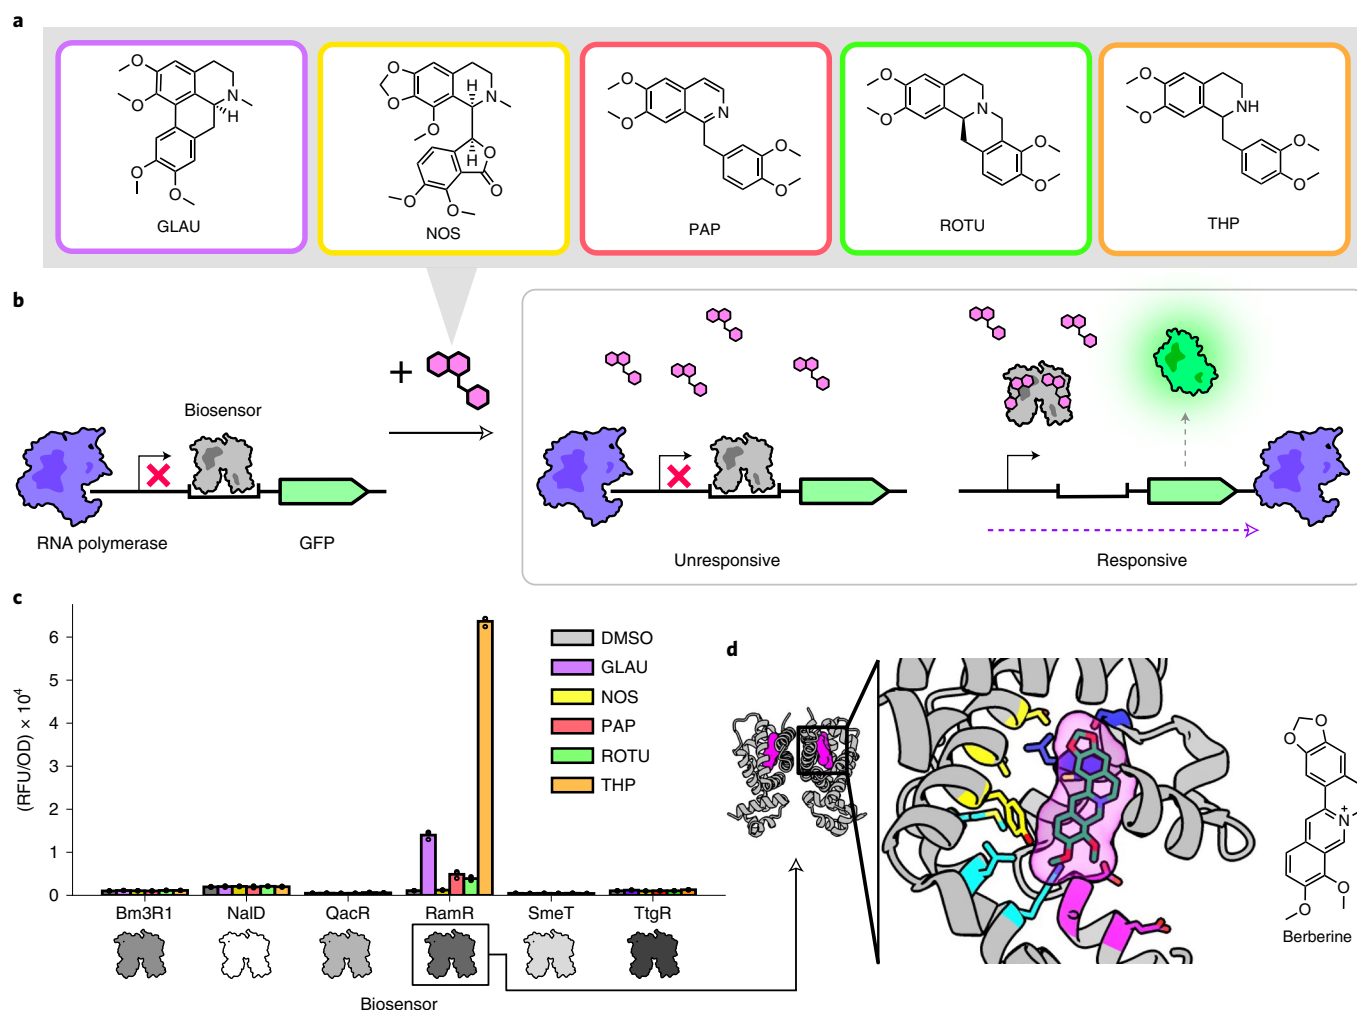 a
GLAU
NOS
PAP
ROTU
THP
O
O
N
H
O
O
H
N
O
H
O
O
O
O
O
O
N
O
O
O
O
N
O
O
O
O
NH
O
O
b
+
Biosensor
RNA polymerase
GFP
Unresponsive
Responsive
c
(RFU/OD) × 10⁴
6
5
4
3
2
1
0
DMSO
GLAU
NOS
PAP
ROTU
THP
Bm3R1
NalD
QacR
RamR
SmeT
TtgR
Biosensor
d
O
O
N+
O
O
Berberine